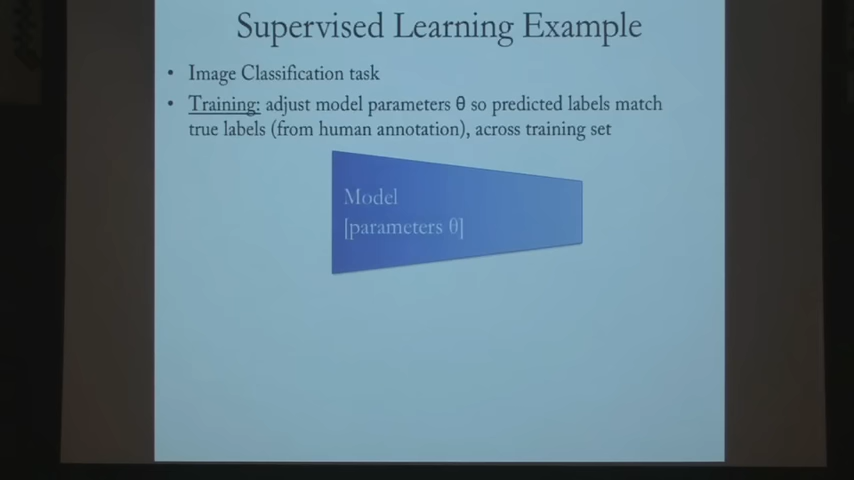 Supervised Learning Example
• Image Classification task
• Training: adjust model parameters θ so predicted labels match
true labels (from human annotation), across training set
Model
[parameters θ]